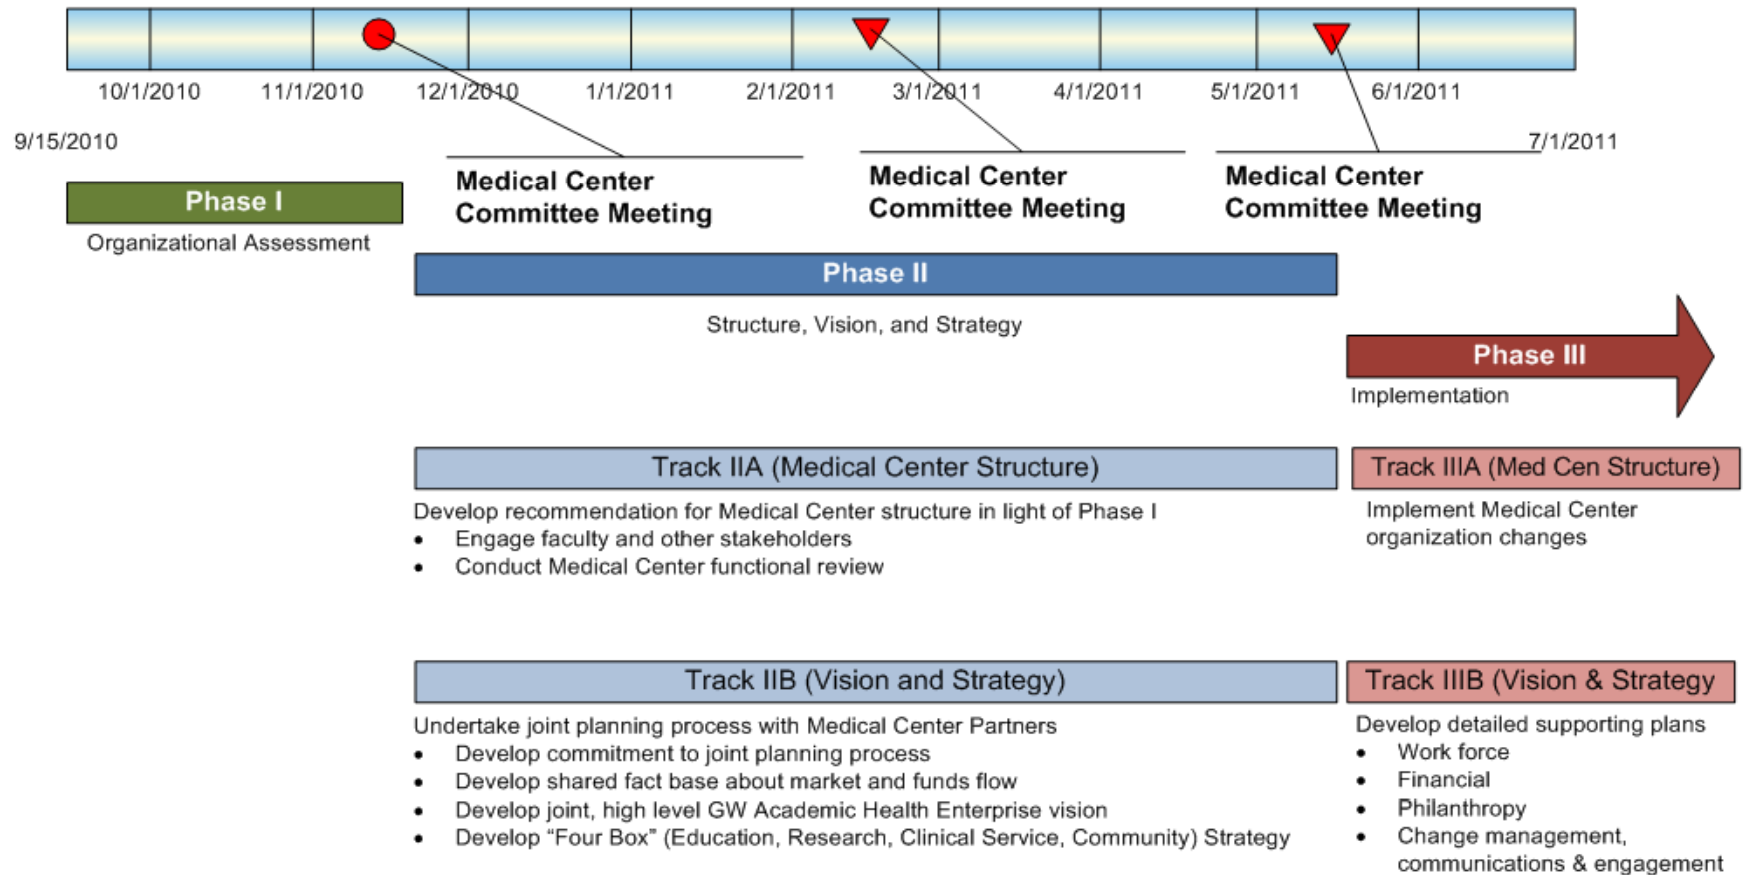 10/1/2010 11/1/2010 12/1/2010 1/1/2011 2/1/2011 3/1/2011 4/1/2011 5/1/2011 6/1/2011
9/15/2010
7/1/2011
Medical Center
Committee Meeting
Medical Center
Committee Meeting
Medical Center
Committee Meeting
Phase I
Organizational Assessment
Phase II
Structure, Vision, and Strategy
Phase III
Implementation
Track IIA (Medical Center Structure)
Develop recommendation for Medical Center structure in light of Phase I
• Engage faculty and other stakeholders
• Conduct Medical Center functional review
Track IIIA (Med Cen Structure)
Implement Medical Center
organization changes
Track IIB (Vision and Strategy)
Undertake joint planning process with Medical Center Partners
• Develop commitment to joint planning process
• Develop shared fact base about market and funds flow
• Develop joint, high level GW Academic Health Enterprise vision
• Develop “Four Box” (Education, Research, Clinical Service, Community) Strategy
Track IIIB (Vision & Strategy
Develop detailed supporting plans
• Work force
• Financial
• Philanthropy
• Change management,
communications & engagement